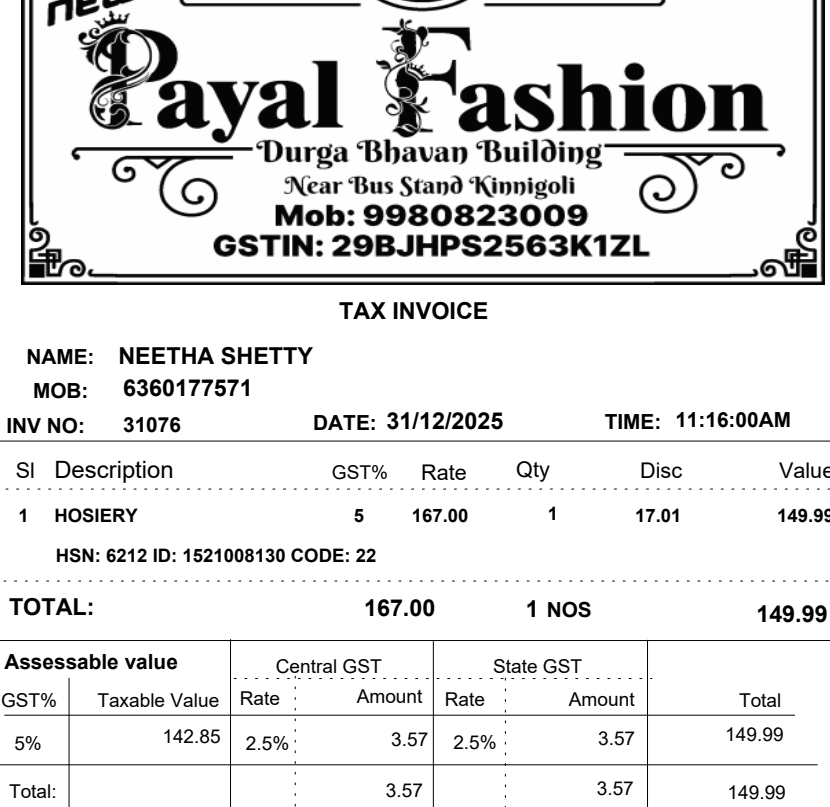 new
Payal Fashion
Durga Bhavan Building
Near Bus Stand Kinnigoli
Mob: 9980823009
GSTIN: 29BJHPS2563K1ZL
TAX INVOICE
NAME: NEETHA SHETTY
MOB: 6360177571
INV NO: 31076 DATE: 31/12/2025 TIME: 11:16:00AM
Sl Description GST% Rate Qty Disc Value
1 HOSIERY 5 167.00 1 17.01 149.99
HSN: 6212 ID: 1521008130 CODE: 22
TOTAL: 167.00 1 NOS 149.99
Assessable value Central GST State GST
GST% Taxable Value Rate Amount Rate Amount Total
5% 142.85 2.5% 3.57 2.5% 3.57 149.99
Total: 3.57 3.57 149.99